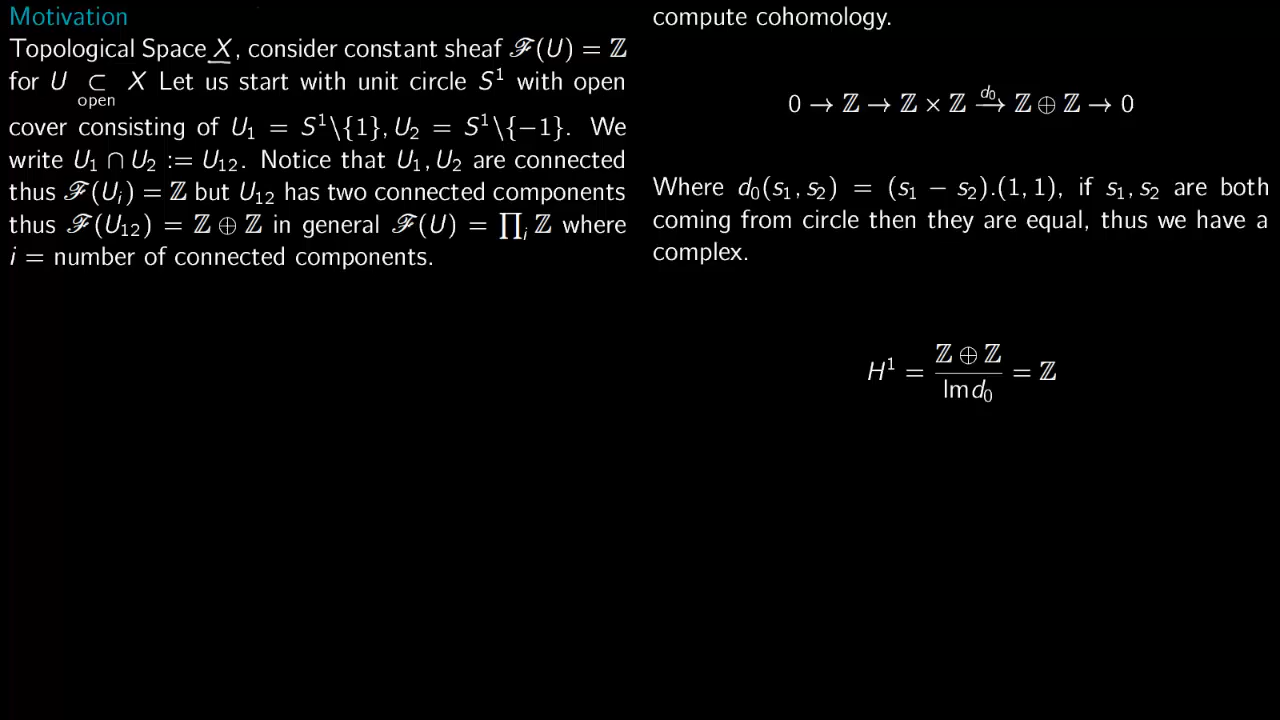 Motivation
Topological Space X, consider constant sheaf ℱ(U) = ℤ
for U ⊂ X Let us start with unit circle S¹ with open
open
cover consisting of U₁ = S¹\{1}, U₂ = S¹\{−1}. We
write U₁ ∩ U₂ := U₁₂. Notice that U₁, U₂ are connected
thus ℱ(Uᵢ) = ℤ but U₁₂ has two connected components
thus ℱ(U₁₂) = ℤ ⊕ ℤ in general ℱ(U) = ∏ᵢ ℤ where
i = number of connected components.
compute cohomology.
0 → ℤ → ℤ × ℤ →^{d₀} ℤ ⊕ ℤ → 0
Where d₀(s₁, s₂) = (s₁ − s₂).(1, 1), if s₁, s₂ are both
coming from circle then they are equal, thus we have a
complex.
H¹ = (ℤ ⊕ ℤ)/(Im d₀) = ℤ